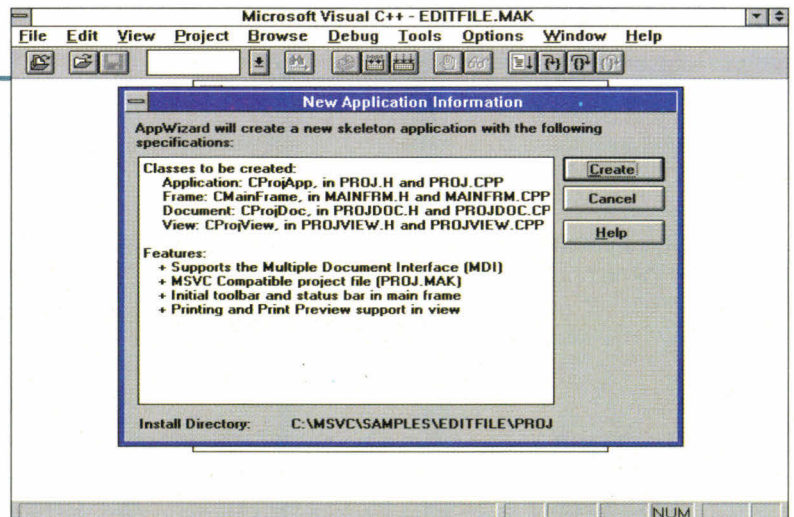 Microsoft Visual C++ - EDITFILE.MAK
File Edit View Project Browse Debug Tools Options Window Help
New Application Information
AppWizard will create a new skeleton application with the following
specifications:
Classes to be created:
Application: CProjApp, in PROJ.H and PROJ.CPP
Frame: CMainFrame, in MAINFRM.H and MAINFRM.CPP
Document: CProjDoc, in PROJDOC.H and PROJDOC.CP
View: CProjView, in PROJVIEW.H and PROJVIEW.CPP
Features:
+ Supports the Multiple Document Interface (MDI)
+ MSVC Compatible project file (PROJ.MAK)
+ Initial toolbar and status bar in main frame
+ Printing and Print Preview support in view
Create
Cancel
Help
Install Directory: C:\MSVC\SAMPLES\EDITFILE\PROJ
NUM